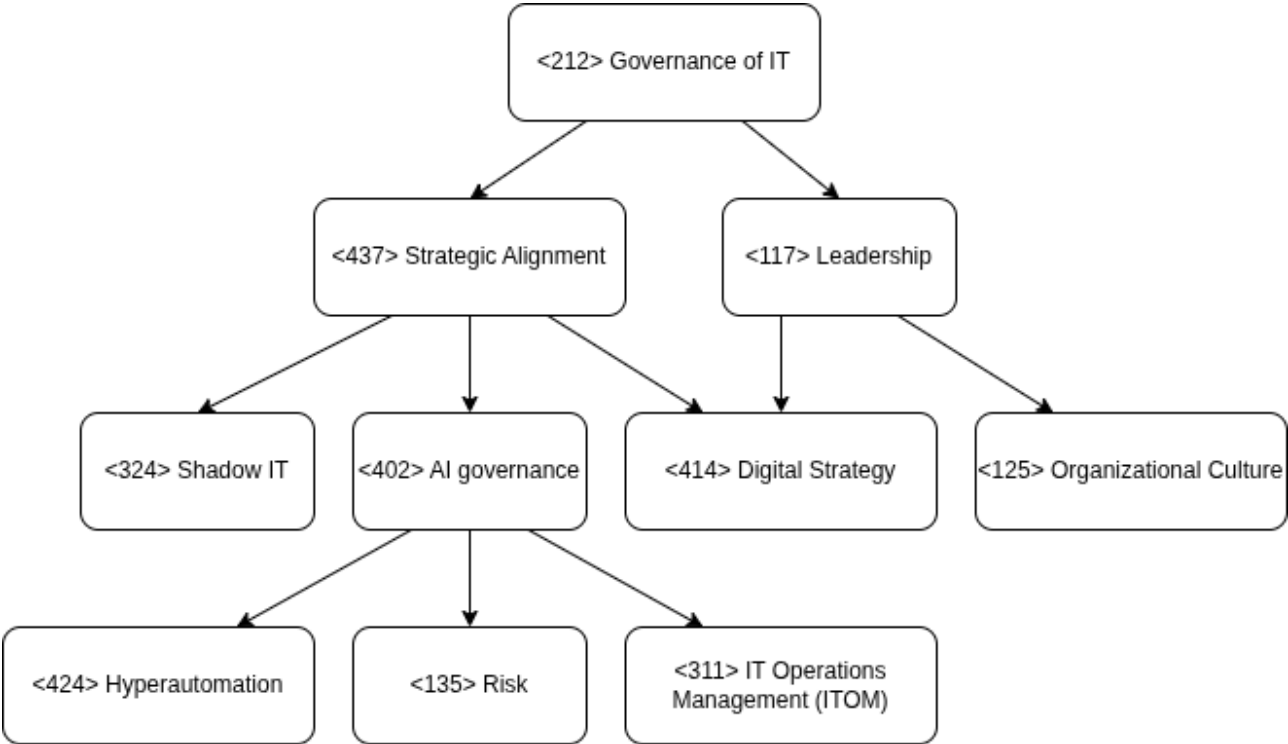 <212> Governance of IT
<437> Strategic Alignment
<117> Leadership
<324> Shadow IT
<402> AI governance
<414> Digital Strategy
<125> Organizational Culture
<424> Hyperautomation
<135> Risk
<311> IT Operations
Management (ITOM)